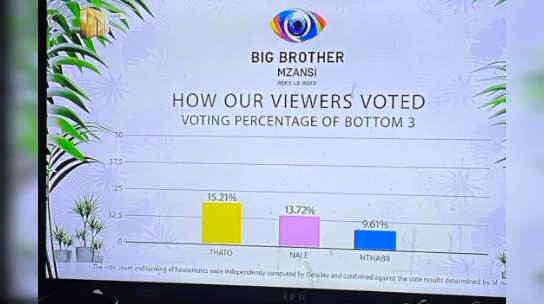 LIVE
BIG BROTHER
MZANSI
HOW OUR VIEWERS VOTED
VOTING PERCENTAGE OF BOTTOM 3
50
37.5
25
12.5
0
15.21%
13.72%
9.61%
THATO
NALE
NTHABII
The vote count and ranking of housemates were independently computed by Deloitte and confirmed against the vote results determined by M-n